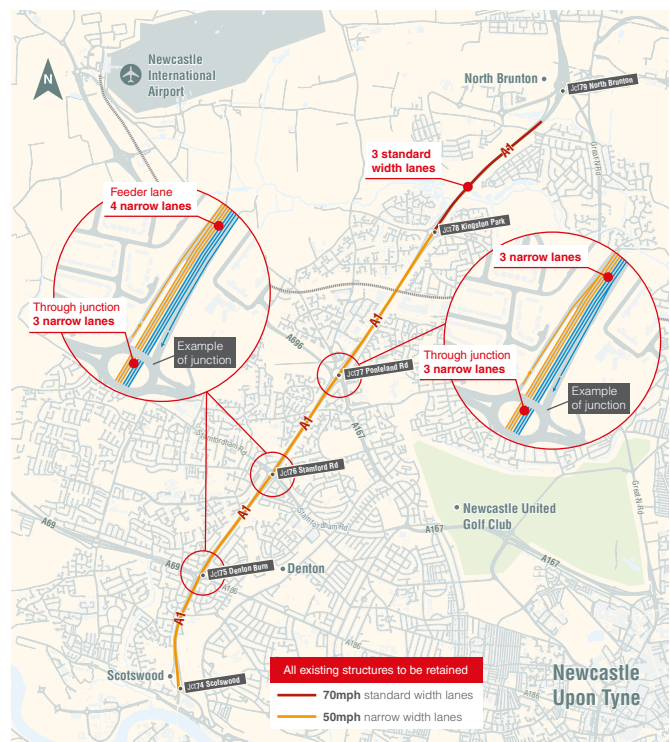 Newcastle
International
Airport
N
North Brunton
Jct79 North Brunton
A1
Great N Rd
3 standard
width lanes
Jct78 Kingston Park
Feeder lane
4 narrow lanes
Through junction
3 narrow lanes
Example
of junction
3 narrow lanes
Through junction
3 narrow lanes
Example
of junction
A1
A696
Jct77 Ponteland Rd
A1
A167
Stamfordham Rd
Jct76 Stamford Rd
Great N Rd
A1
Stamfordham Rd
Newcastle United
Golf Club
A69
A167
A167
A69
Jct75 Denton Burn
Denton
A186
A1
A186
Scotswood
Jct74 Scotswood
All existing structures to be retained
70mph standard width lanes
50mph narrow width lanes
Newcastle
Upon Tyne
A186